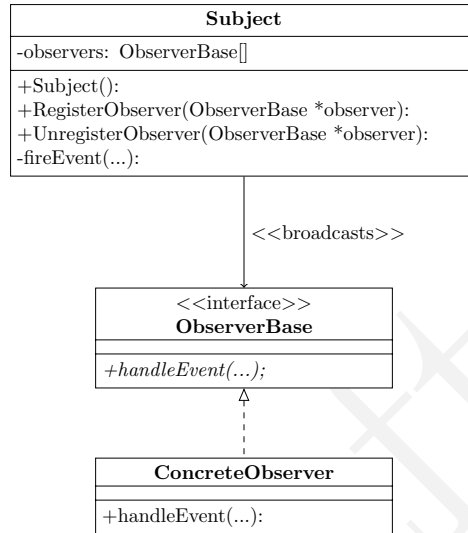 Subject
-observers: ObserverBase[]
+Subject():
+RegisterObserver(ObserverBase *observer):
+UnregisterObserver(ObserverBase *observer):
-fireEvent(...):
<<broadcasts>>
<<interface>>
ObserverBase
+handleEvent(...);
ConcreteObserver
+handleEvent(...):